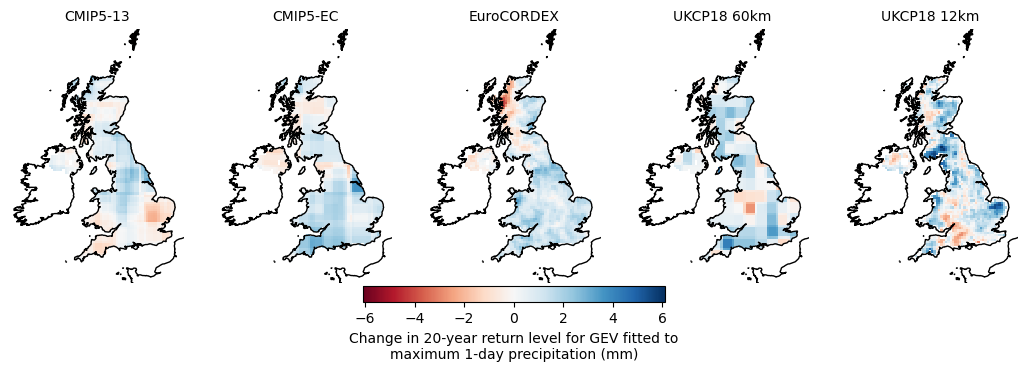 CMIP5-13
CMIP5-EC
EuroCORDEX
UKCP18 60km
UKCP18 12km
−6 −4 −2 0 2 4 6
Change in 20-year return level for GEV fitted to
maximum 1-day precipitation (mm)